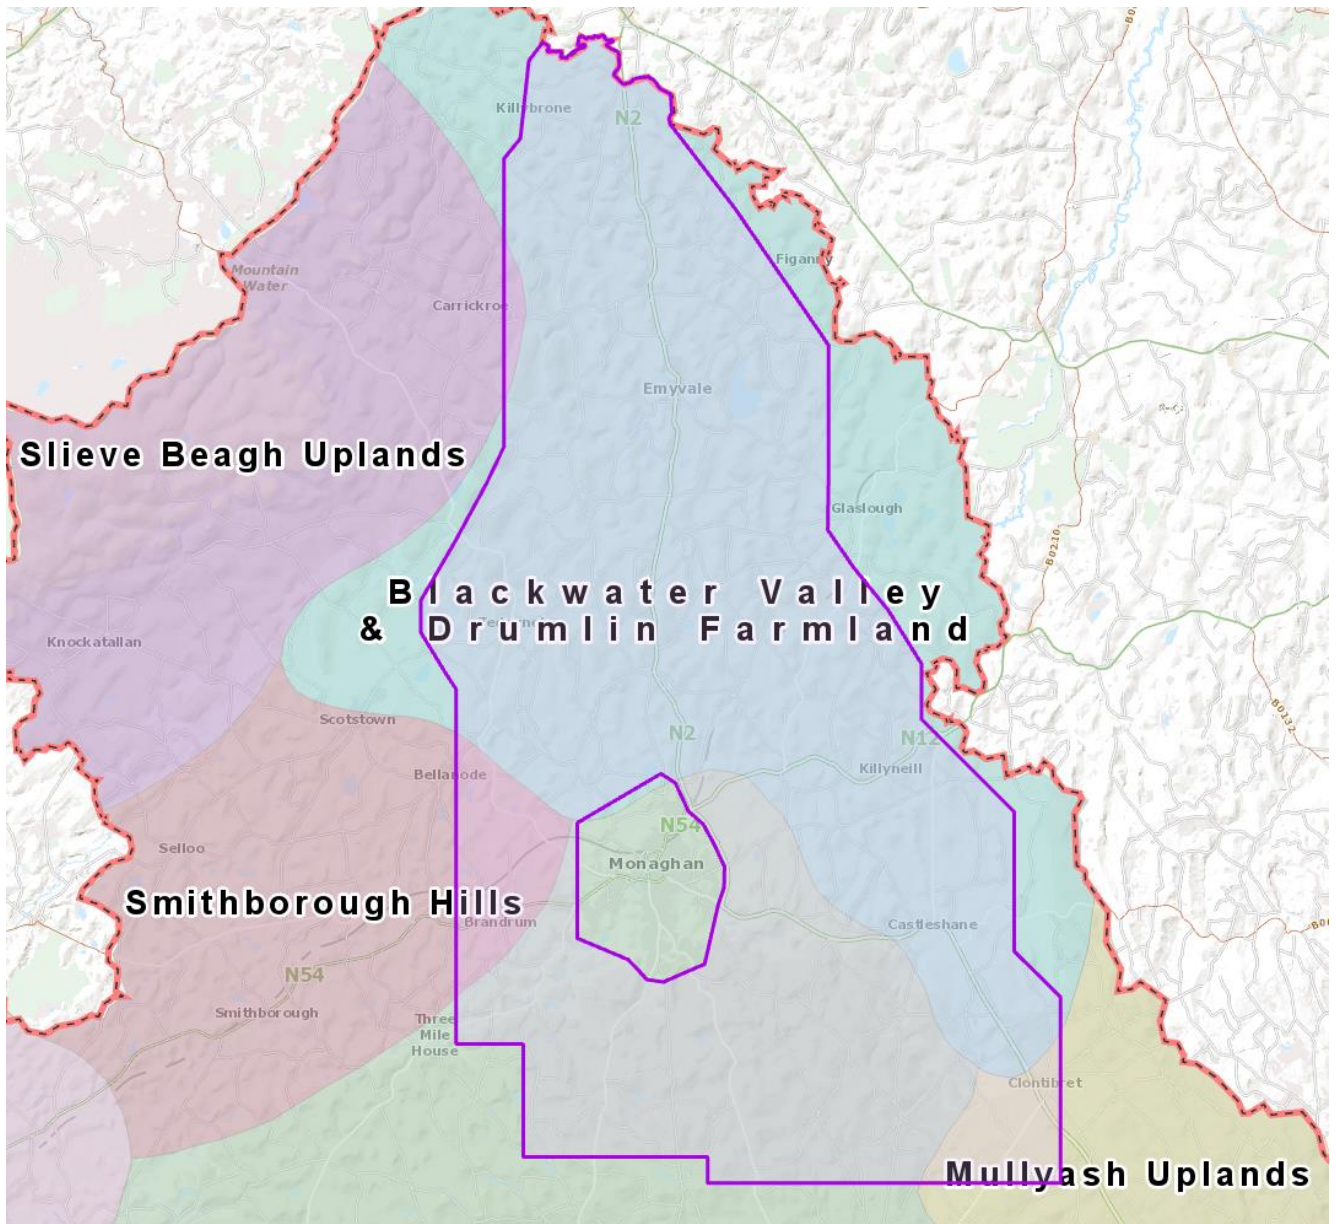 B0
Killybrone
N2
Figanny
Mountain
Water
Carrickroe
Emyvale
Slieve Beagh Uplands
Glaslough
B0210
Blackwater Valley
& Drumlin Farmland
Knockatallan
Scotstown
B0132
N2
N12
Bellanode
Killyneill
N54
Selloo
Monaghan
Smithborough Hills
Brandrum
Castleshane
N54
Smithborough
Three
Mile
House
Clontibret
Mullyash Uplands